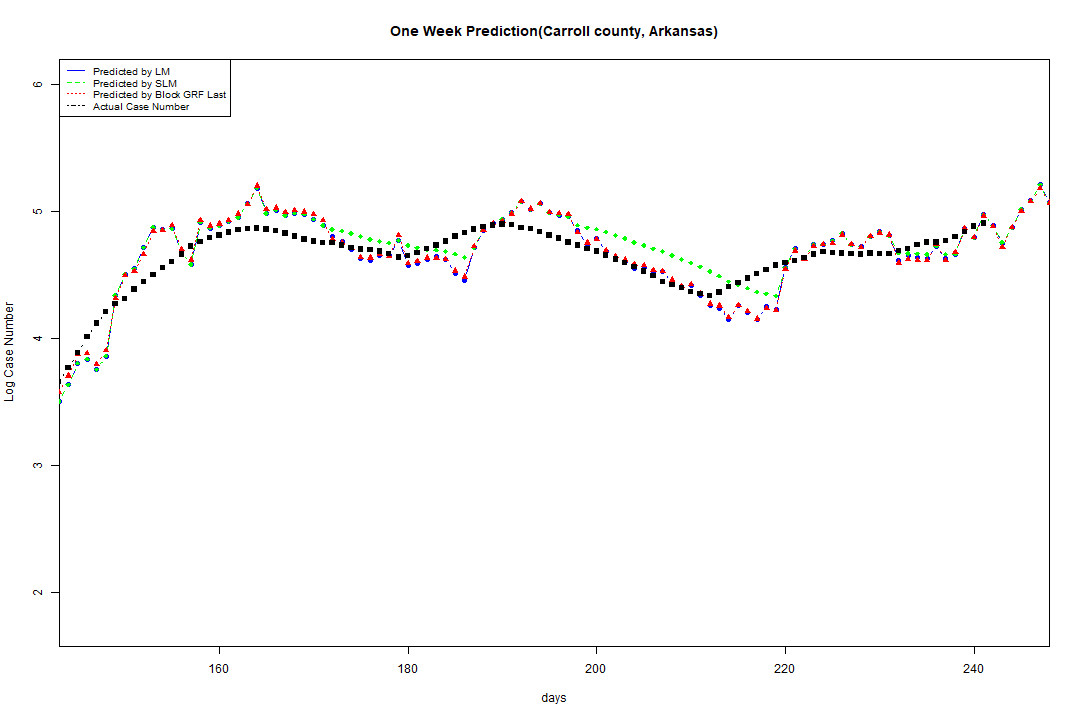 One Week Prediction(Carroll county, Arkansas)
Predicted by LM
Predicted by SLM
Predicted by Block GRF Last
Actual Case Number
6
5
4
3
2
Log Case Number
160 180 200 220 240
days